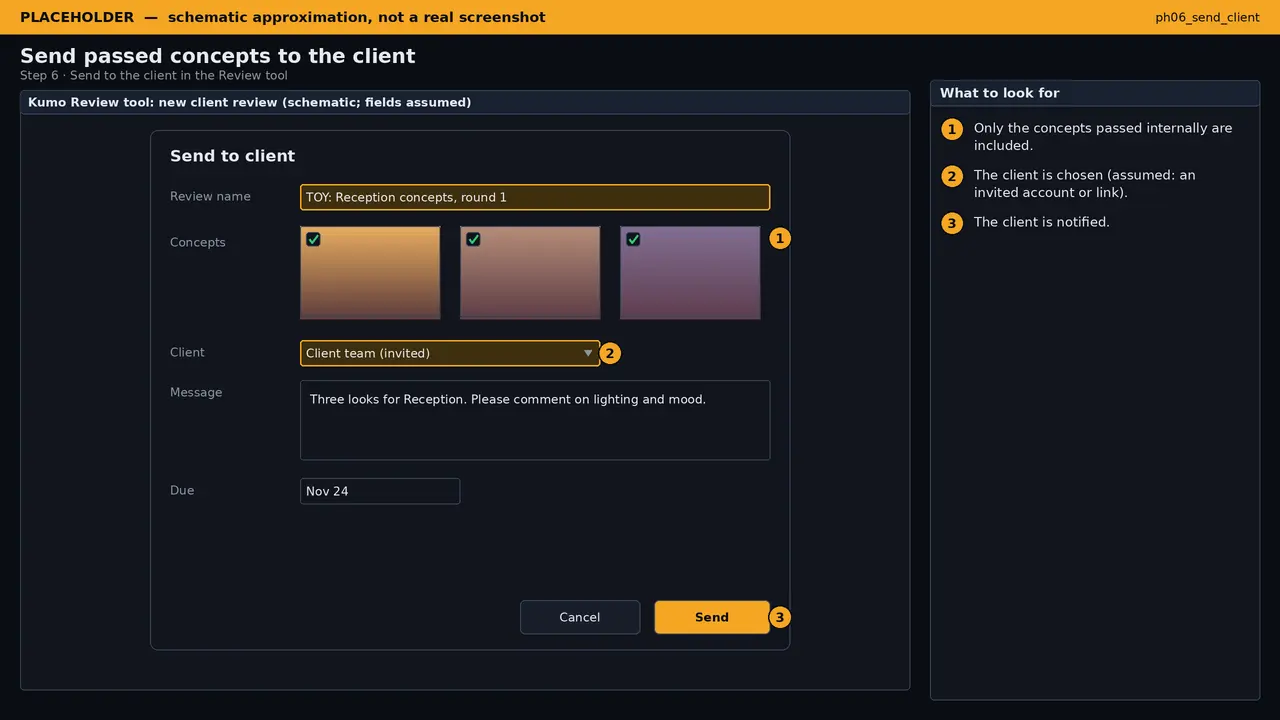 PLACEHOLDER — schematic approximation, not a real screenshot
ph06_send_client
Send passed concepts to the client
Step 6 · Send to the client in the Review tool
Kumo Review tool: new client review (schematic; fields assumed)
Send to client
Review name
TOY: Reception concepts, round 1
Concepts
1
Client
Client team (invited)
2
Message
Three looks for Reception. Please comment on lighting and mood.
Due
Nov 24
Cancel
Send
3
What to look for
1 Only the concepts passed internally are
included.
2 The client is chosen (assumed: an
invited account or link).
3 The client is notified.